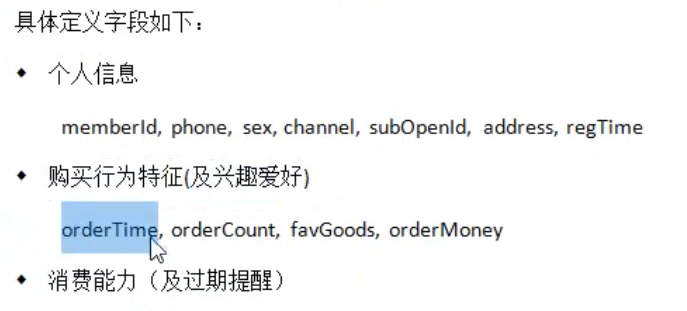 具体定义字段如下：
◆ 个人信息
memberId, phone, sex, channel, subOpenId, address, regTime
◆ 购买行为特征(及兴趣爱好)
orderTime, orderCount, favGoods, orderMoney
◆ 消费能力（及过期提醒）